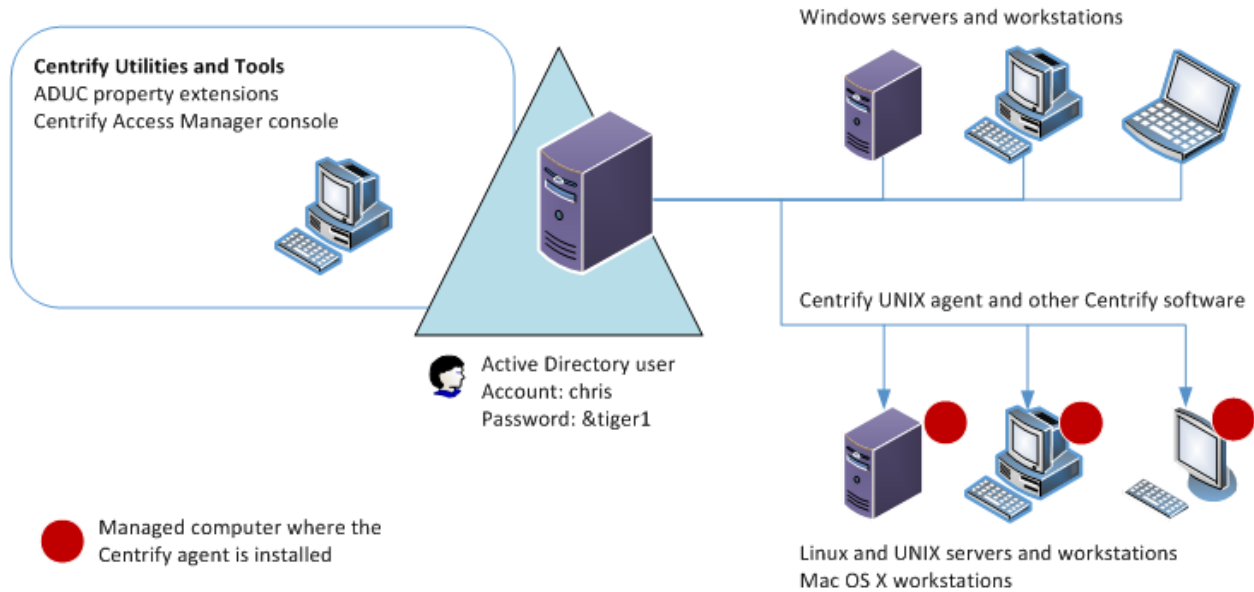 Windows servers and workstations
Centrify Utilities and Tools
ADUC property extensions
Centrify Access Manager console
Centrify UNIX agent and other Centrify software
Active Directory user
Account: chris
Password: &tiger1
Managed computer where the
Centrify agent is installed
Linux and UNIX servers and workstations
Mac OS X workstations